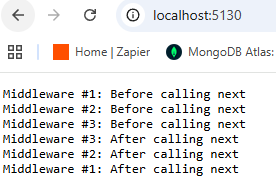 localhost:5130
Home | Zapier
MongoDB Atlas:
Middleware #1: Before calling next
Middleware #2: Before calling next
Middleware #3: Before calling next
Middleware #3: After calling next
Middleware #2: After calling next
Middleware #1: After calling next